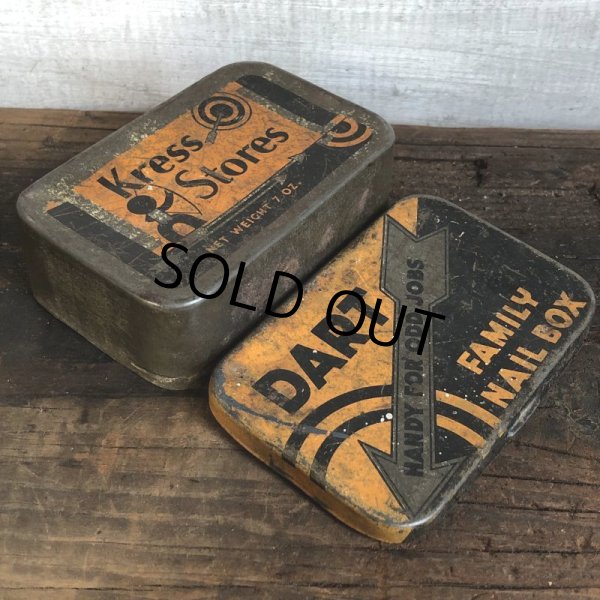 Kress
Stores
NET WEIGHT 7 OZ.
SOLD OUT
DART
HANDY FOR ODD JOBS
FAMILY
NAIL BOX